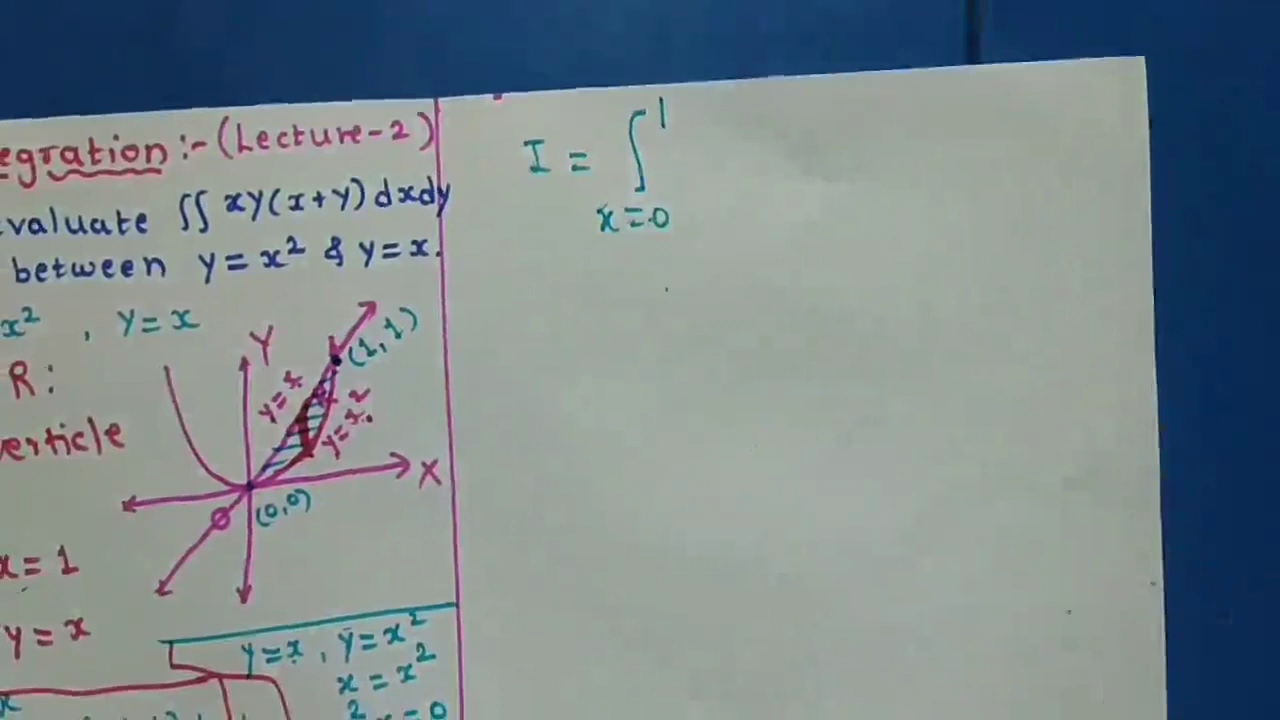 egration :- (Lecture-2)
valuate ∬ xy(x+y) dxdy
between y = x² & y = x.
x² , y = x
R :
verticle
x = 1
y = x
Y
(1,1)
y = x
y = x²
X
(0,0)
y = x , y = x²
x = x²
I = ∫
1
x = 0